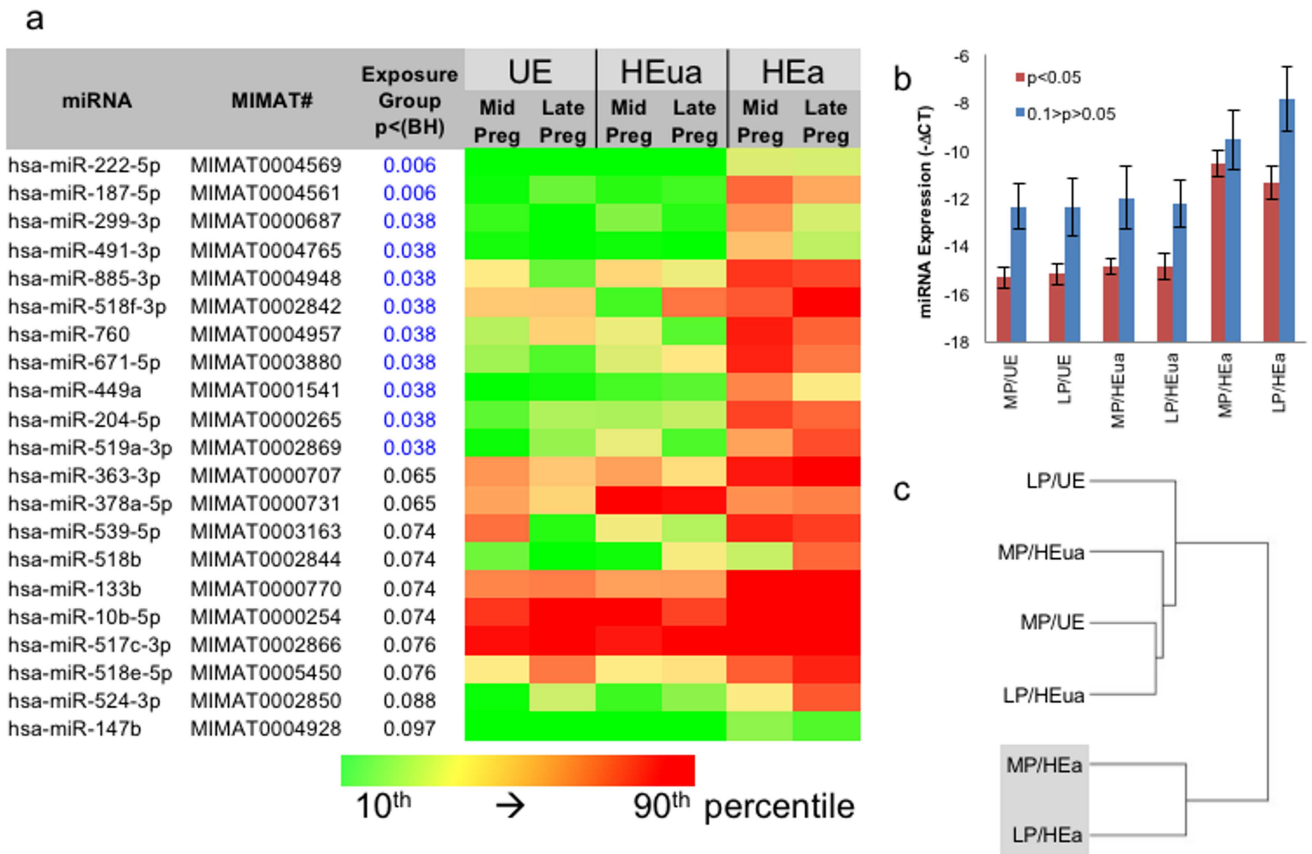 a
miRNA MIMAT# Exposure Group p<(BH) UE HEua HEa
Mid Preg Late Preg Mid Preg Late Preg Mid Preg Late Preg
hsa-miR-222-5p MIMAT0004569 0.006
hsa-miR-187-5p MIMAT0004561 0.006
hsa-miR-299-3p MIMAT0000687 0.038
hsa-miR-491-3p MIMAT0004765 0.038
hsa-miR-885-3p MIMAT0004948 0.038
hsa-miR-518f-3p MIMAT0002842 0.038
hsa-miR-760 MIMAT0004957 0.038
hsa-miR-671-5p MIMAT0003880 0.038
hsa-miR-449a MIMAT0001541 0.038
hsa-miR-204-5p MIMAT0000265 0.038
hsa-miR-519a-3p MIMAT0002869 0.038
hsa-miR-363-3p MIMAT0000707 0.065
hsa-miR-378a-5p MIMAT0000731 0.065
hsa-miR-539-5p MIMAT0003163 0.074
hsa-miR-518b MIMAT0002844 0.074
hsa-miR-133b MIMAT0000770 0.074
hsa-miR-10b-5p MIMAT0000254 0.074
hsa-miR-517c-3p MIMAT0002866 0.076
hsa-miR-518e-5p MIMAT0005450 0.076
hsa-miR-524-3p MIMAT0002850 0.088
hsa-miR-147b MIMAT0004928 0.097
10th → 90th percentile
b
miRNA Expression (-ΔCT)
-6
-8
-10
-12
-14
-16
-18
p<0.05
0.1>p>0.05
MP/UE
LP/UE
MP/HEua
LP/HEua
MP/HEa
LP/HEa
c
LP/UE
MP/HEua
MP/UE
LP/HEua
MP/HEa
LP/HEa